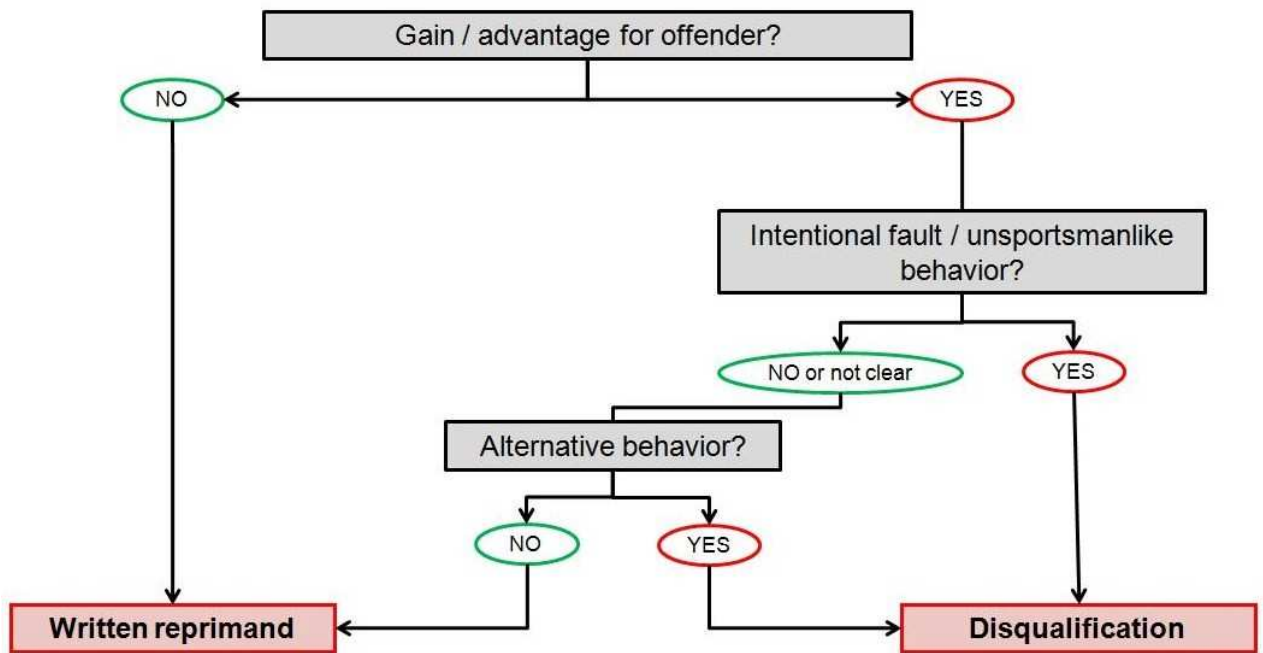 Gain / advantage for offender?
NO
YES
Intentional fault / unsportsmanlike
behavior?
NO or not clear
YES
Alternative behavior?
NO
YES
Written reprimand
Disqualification